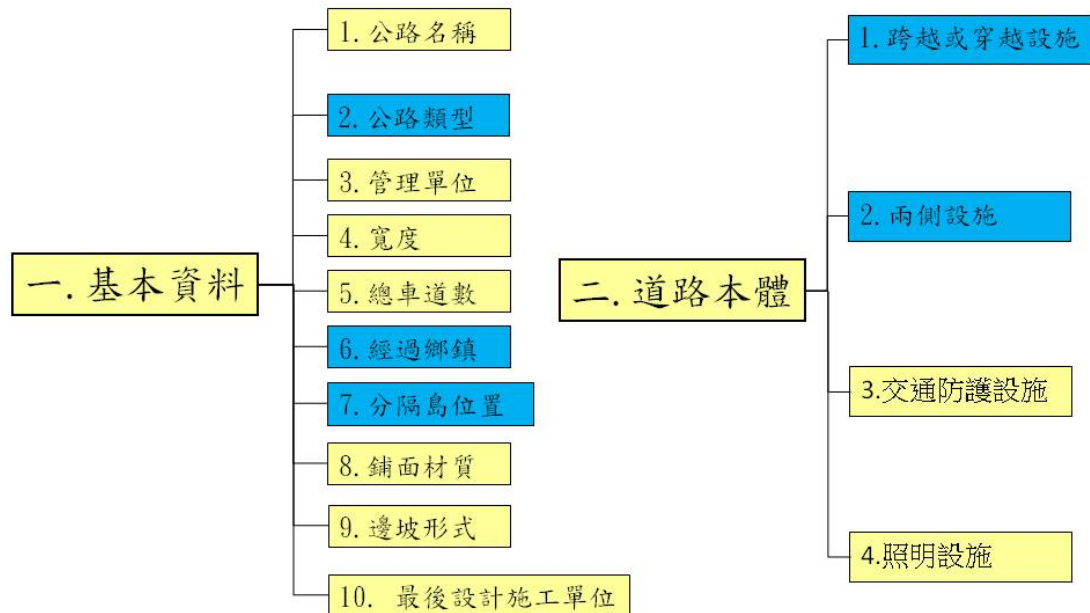 一.基本資料
1.公路名稱
2.公路類型
3.管理單位
4.寬度
5.總車道數
6.經過鄉鎮
7.分隔島位置
8.鋪面材質
9.邊坡形式
10. 最後設計施工單位
二.道路本體
1.跨越或穿越設施
2.兩側設施
3.交通防護設施
4.照明設施